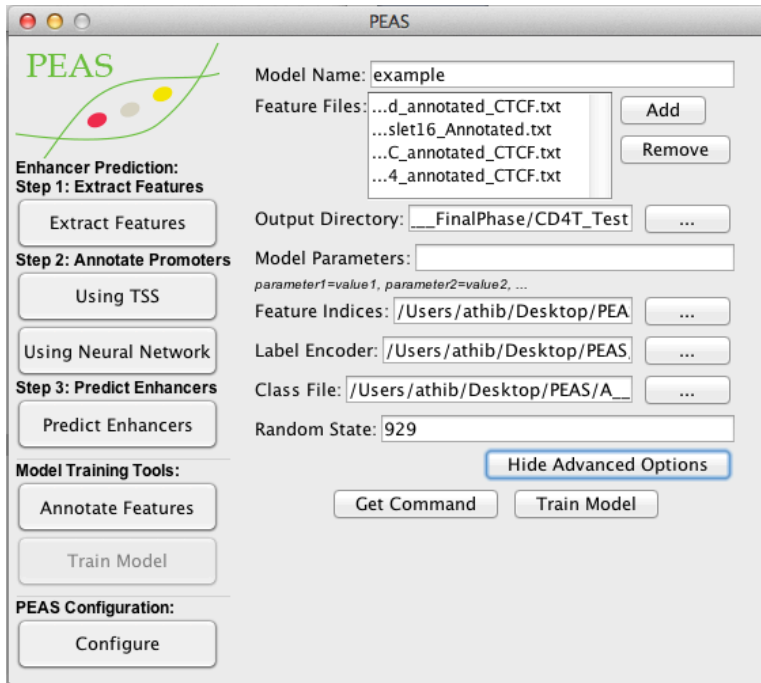 PEAS
PEAS
Enhancer Prediction:
Step 1: Extract Features
Extract Features
Step 2: Annotate Promoters
Using TSS
Using Neural Network
Step 3: Predict Enhancers
Predict Enhancers
Model Training Tools:
Annotate Features
Train Model
PEAS Configuration:
Configure
Model Name: example
Feature Files: ...d_annotated_CTCF.txt
...slet16_Annotated.txt
...C_annotated_CTCF.txt
...4_annotated_CTCF.txt
Add
Remove
Output Directory: ___FinalPhase/CD4T_Test ...
Model Parameters:
parameter1=value1, parameter2=value2, ...
Feature Indices: /Users/athib/Desktop/PEA ...
Label Encoder: /Users/athib/Desktop/PEAS ...
Class File: /Users/athib/Desktop/PEAS/A__ ...
Random State: 929
Hide Advanced Options
Get Command Train Model